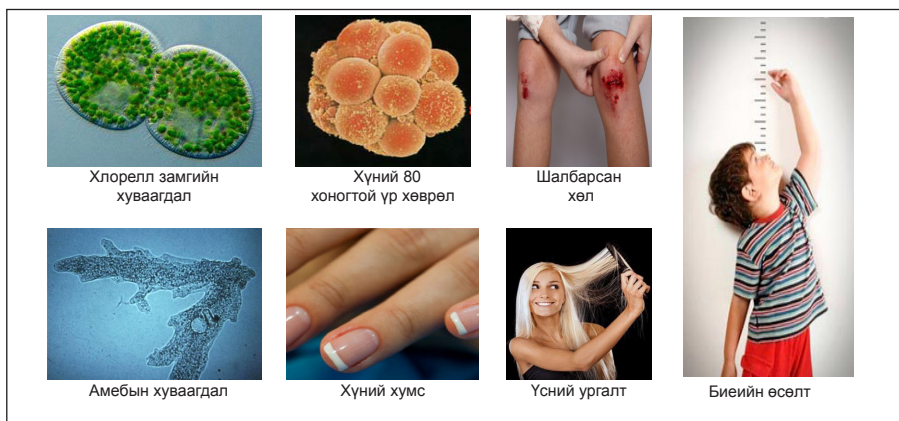 Хлорелл замгийн
хуваагдал
Хүний 80
хоногтой үр хөврөл
Шалбарсан
хөл
Амебын хуваагдал
Хүний хумс
Үсний ургалт
Биеийн өсөлт